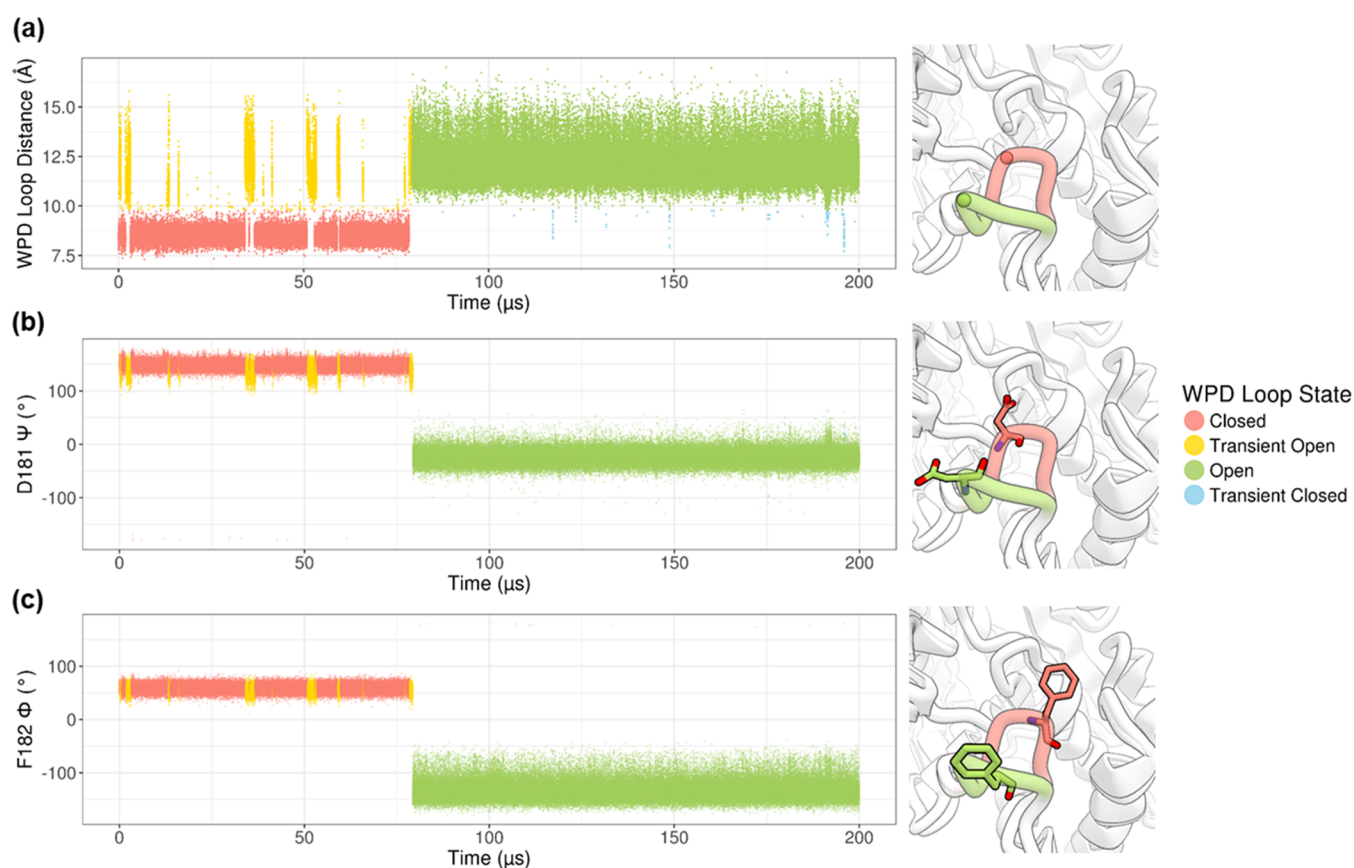 (a)
WPD Loop Distance (Å)
15.0
12.5
10.0
7.5
0
50
100
150
200
Time (µs)
(b)
D181 Ψ (°)
100
0
-100
0
50
100
150
200
Time (µs)
WPD Loop State
Closed
Transient Open
Open
Transient Closed
(c)
F182 Φ (°)
100
0
-100
0
50
100
150
200
Time (µs)